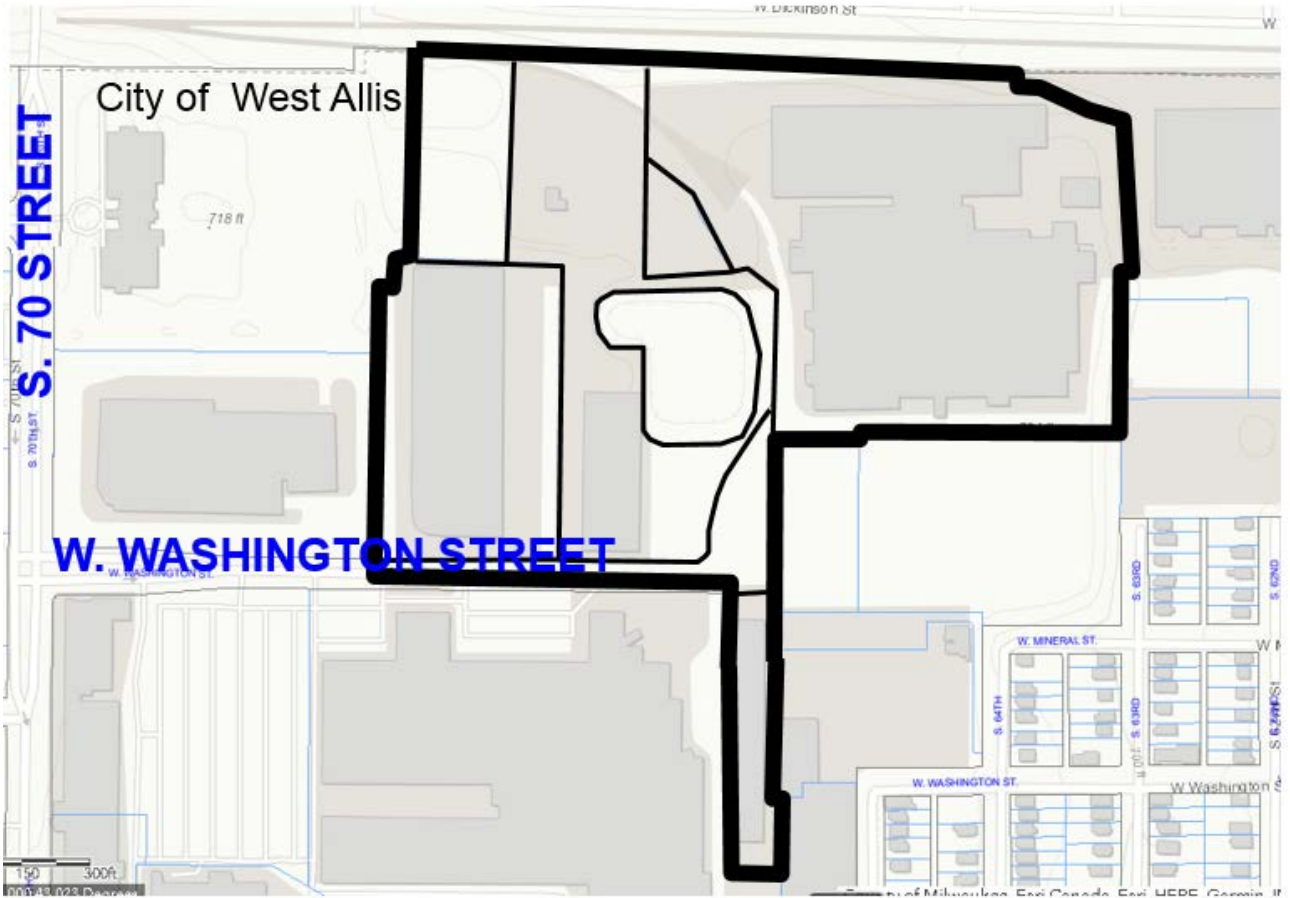 W. Dickinson St
W
City of West Allis
S. 70 STREET
718 ft
S 70th St
S. 70TH ST
W. WASHINGTON STREET
W. WASHINGTON ST.
S. 63RD
S. 62ND
W. MINERAL ST.
S. 64TH
S. 63RD
W. WASHINGTON ST.
W Washington S
150 300ft